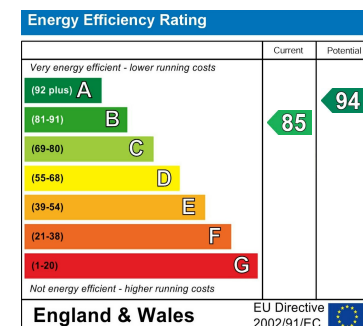 Energy Efficiency Rating
Current Potential
Very energy efficient - lower running costs
(92 plus) A
94
(81-91) B
85
(69-80) C
(55-68) D
(39-54) E
(21-38) F
(1-20) G
Not energy efficient - higher running costs
England & Wales
EU Directive
2002/91/EC